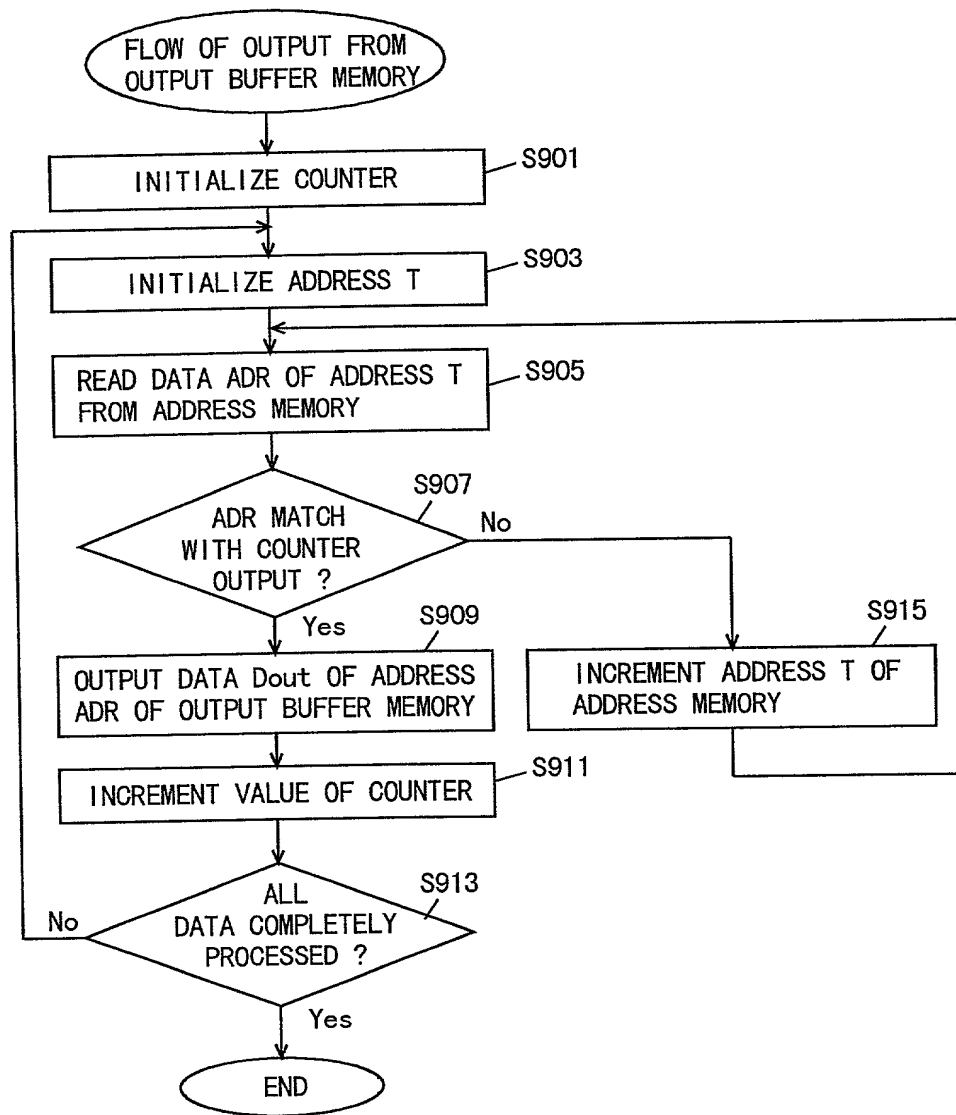 FLOW OF OUTPUT FROM
OUTPUT BUFFER MEMORY
S901
INITIALIZE COUNTER
S903
INITIALIZE ADDRESS T
S905
READ DATA ADR OF ADDRESS T
FROM ADDRESS MEMORY
S907
ADR MATCH
WITH COUNTER
OUTPUT ?
No
Yes
S909
OUTPUT DATA Dout OF ADDRESS
ADR OF OUTPUT BUFFER MEMORY
S915
INCREMENT ADDRESS T OF
ADDRESS MEMORY
S911
INCREMENT VALUE OF COUNTER
S913
ALL
DATA COMPLETELY
PROCESSED ?
No
Yes
END